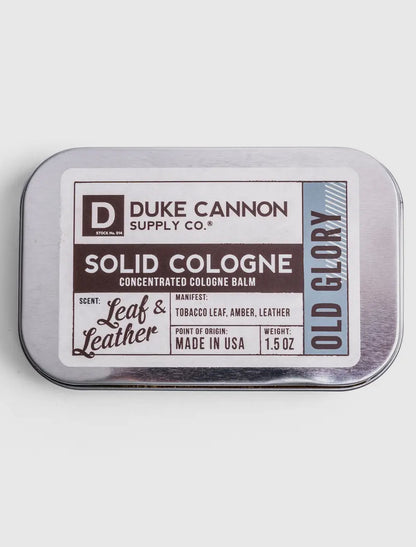 D
STOCK No. 014
DUKE CANNON
SUPPLY CO.®
SOLID COLOGNE
CONCENTRATED COLOGNE BALM
SCENT:
Leaf &
Leather
MANIFEST:
TOBACCO LEAF, AMBER, LEATHER
POINT OF ORIGIN:
MADE IN USA
WEIGHT:
1.5 OZ
OLD GLORY